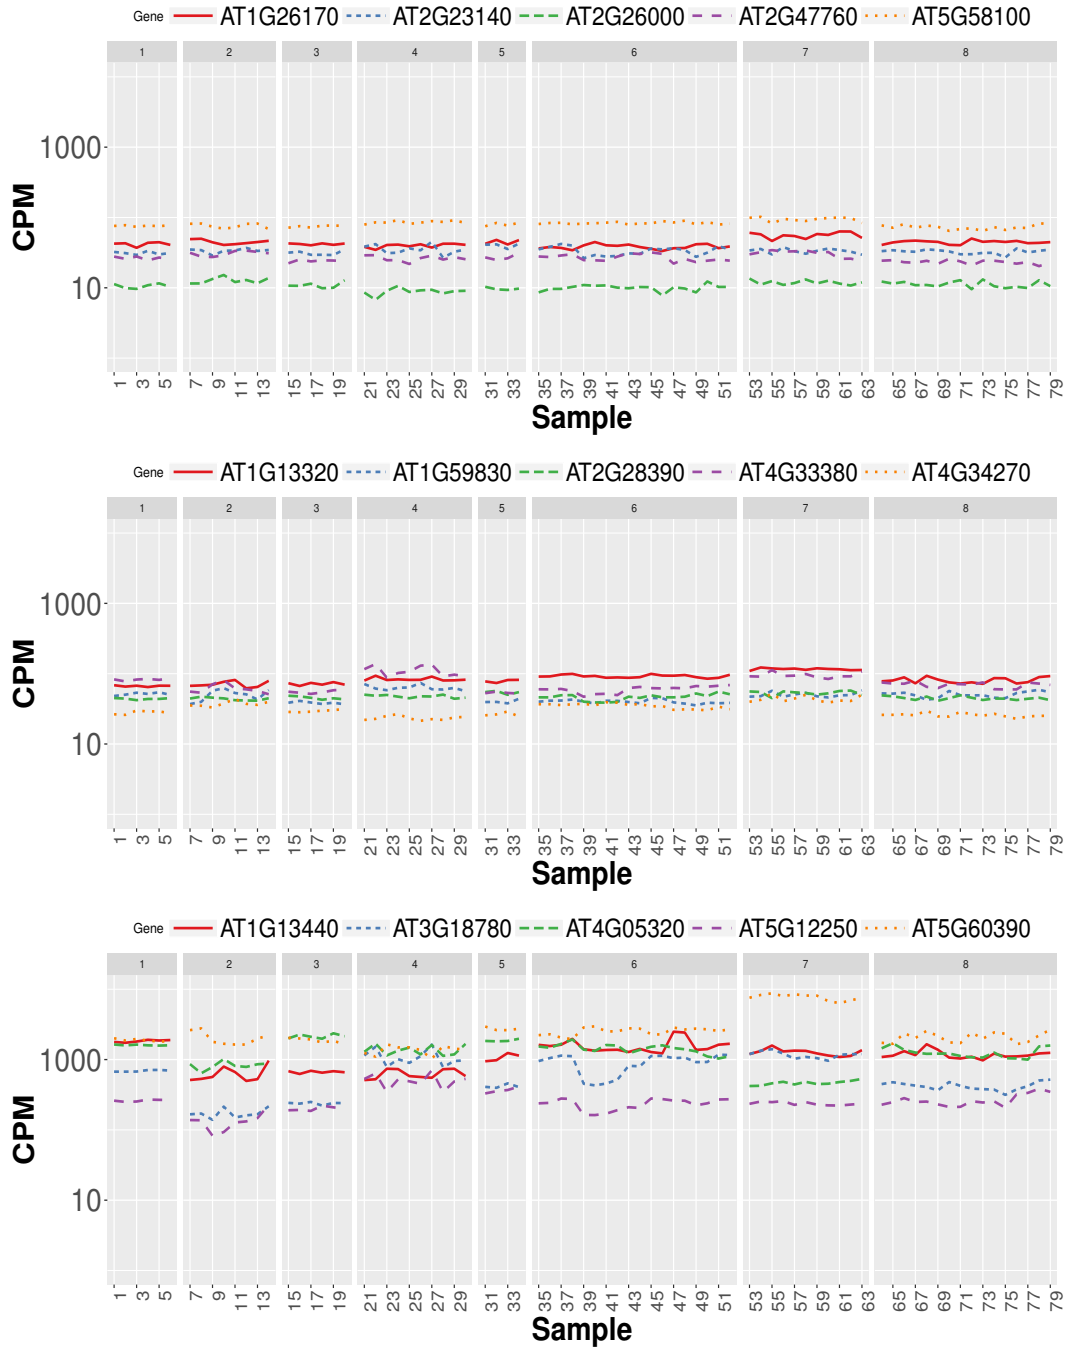 Gene AT1G26170 AT2G23140 AT2G26000 AT2G47760 AT5G58100
1 2 3 4 5 6 7 8
1000
10
CPM
1 3 5 7 9 11 13 15 17 19 21 23 25 27 29 31 33 35 37 39 41 43 45 47 49 51 53 55 57 59 61 63 65 67 69 71 73 75 77 79
Sample
Gene AT1G13320 AT1G59830 AT2G28390 AT4G33380 AT4G34270
1 2 3 4 5 6 7 8
1000
10
CPM
1 3 5 7 9 11 13 15 17 19 21 23 25 27 29 31 33 35 37 39 41 43 45 47 49 51 53 55 57 59 61 63 65 67 69 71 73 75 77 79
Sample
Gene AT1G13440 AT3G18780 AT4G05320 AT5G12250 AT5G60390
1 2 3 4 5 6 7 8
1000
10
CPM
1 3 5 7 9 11 13 15 17 19 21 23 25 27 29 31 33 35 37 39 41 43 45 47 49 51 53 55 57 59 61 63 65 67 69 71 73 75 77 79
Sample